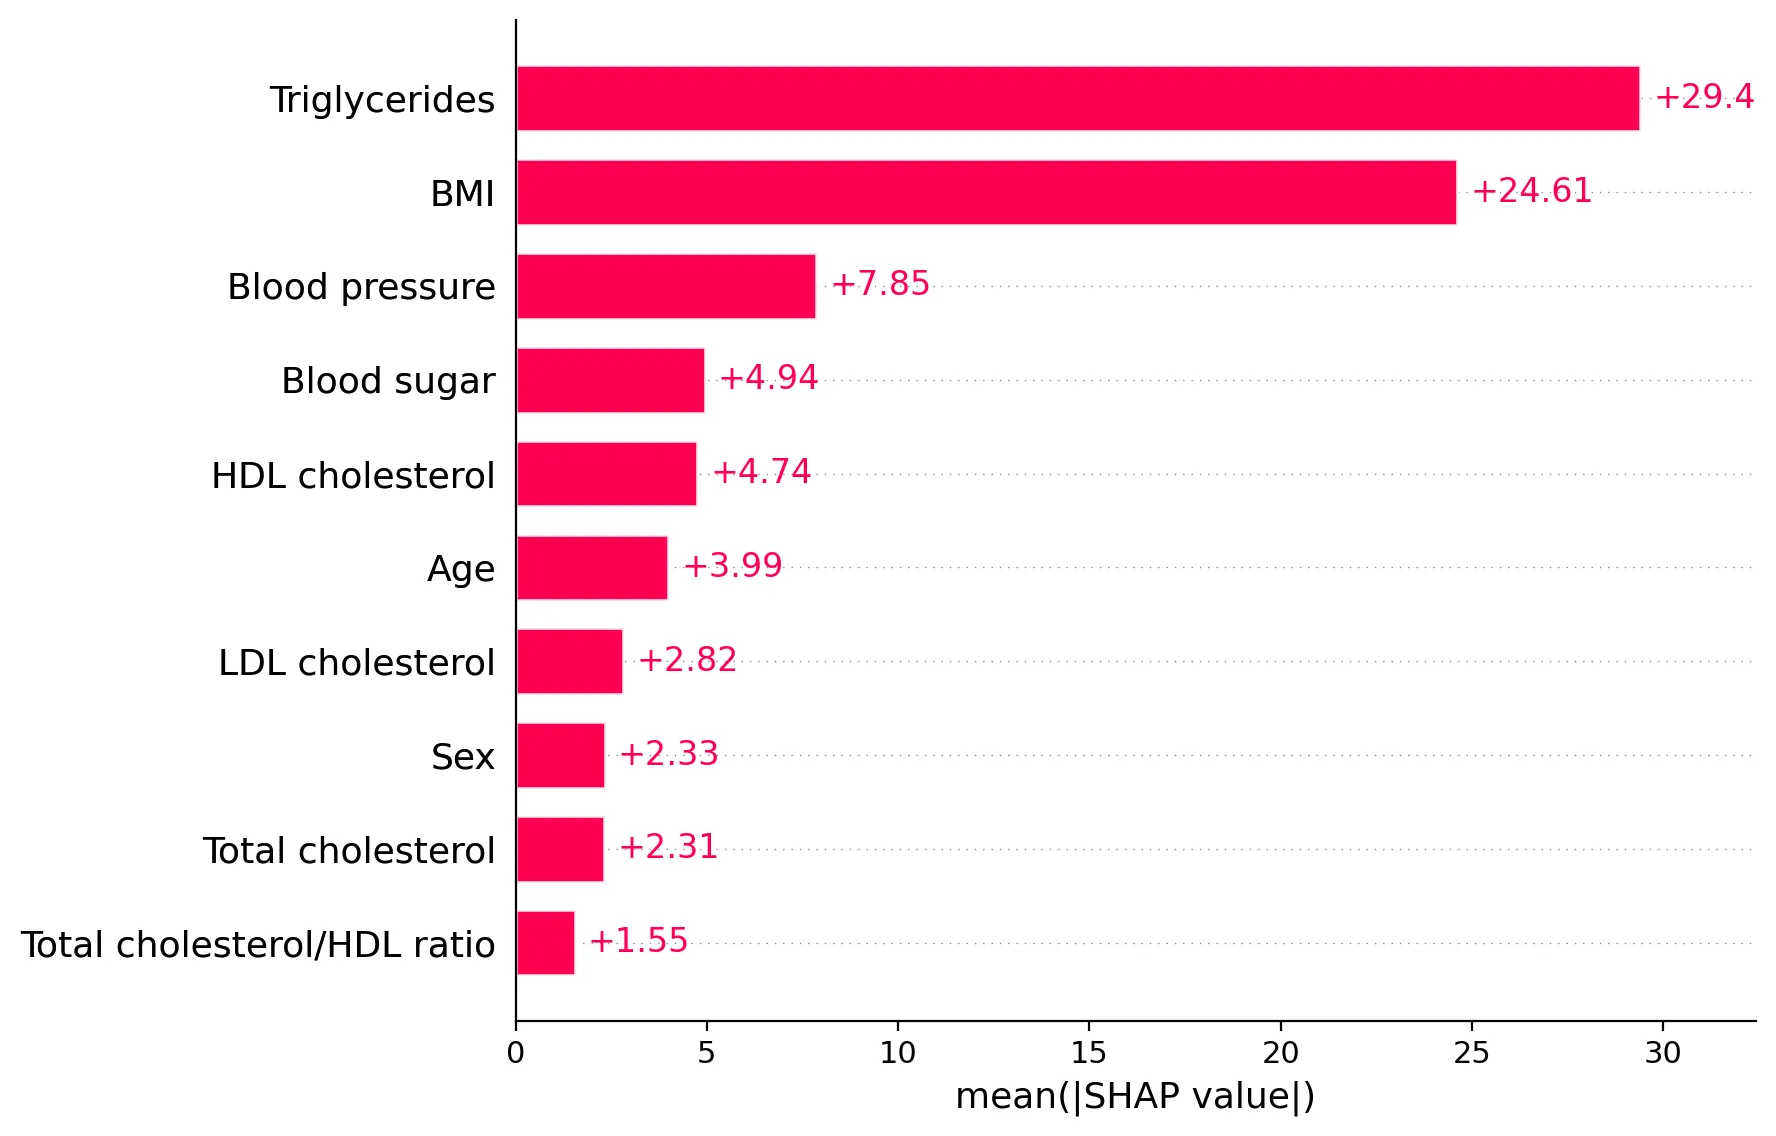 Triglycerides +29.4
BMI +24.61
Blood pressure +7.85
Blood sugar +4.94
HDL cholesterol +4.74
Age +3.99
LDL cholesterol +2.82
Sex +2.33
Total cholesterol +2.31
Total cholesterol/HDL ratio +1.55
0 5 10 15 20 25 30
mean(|SHAP value|)